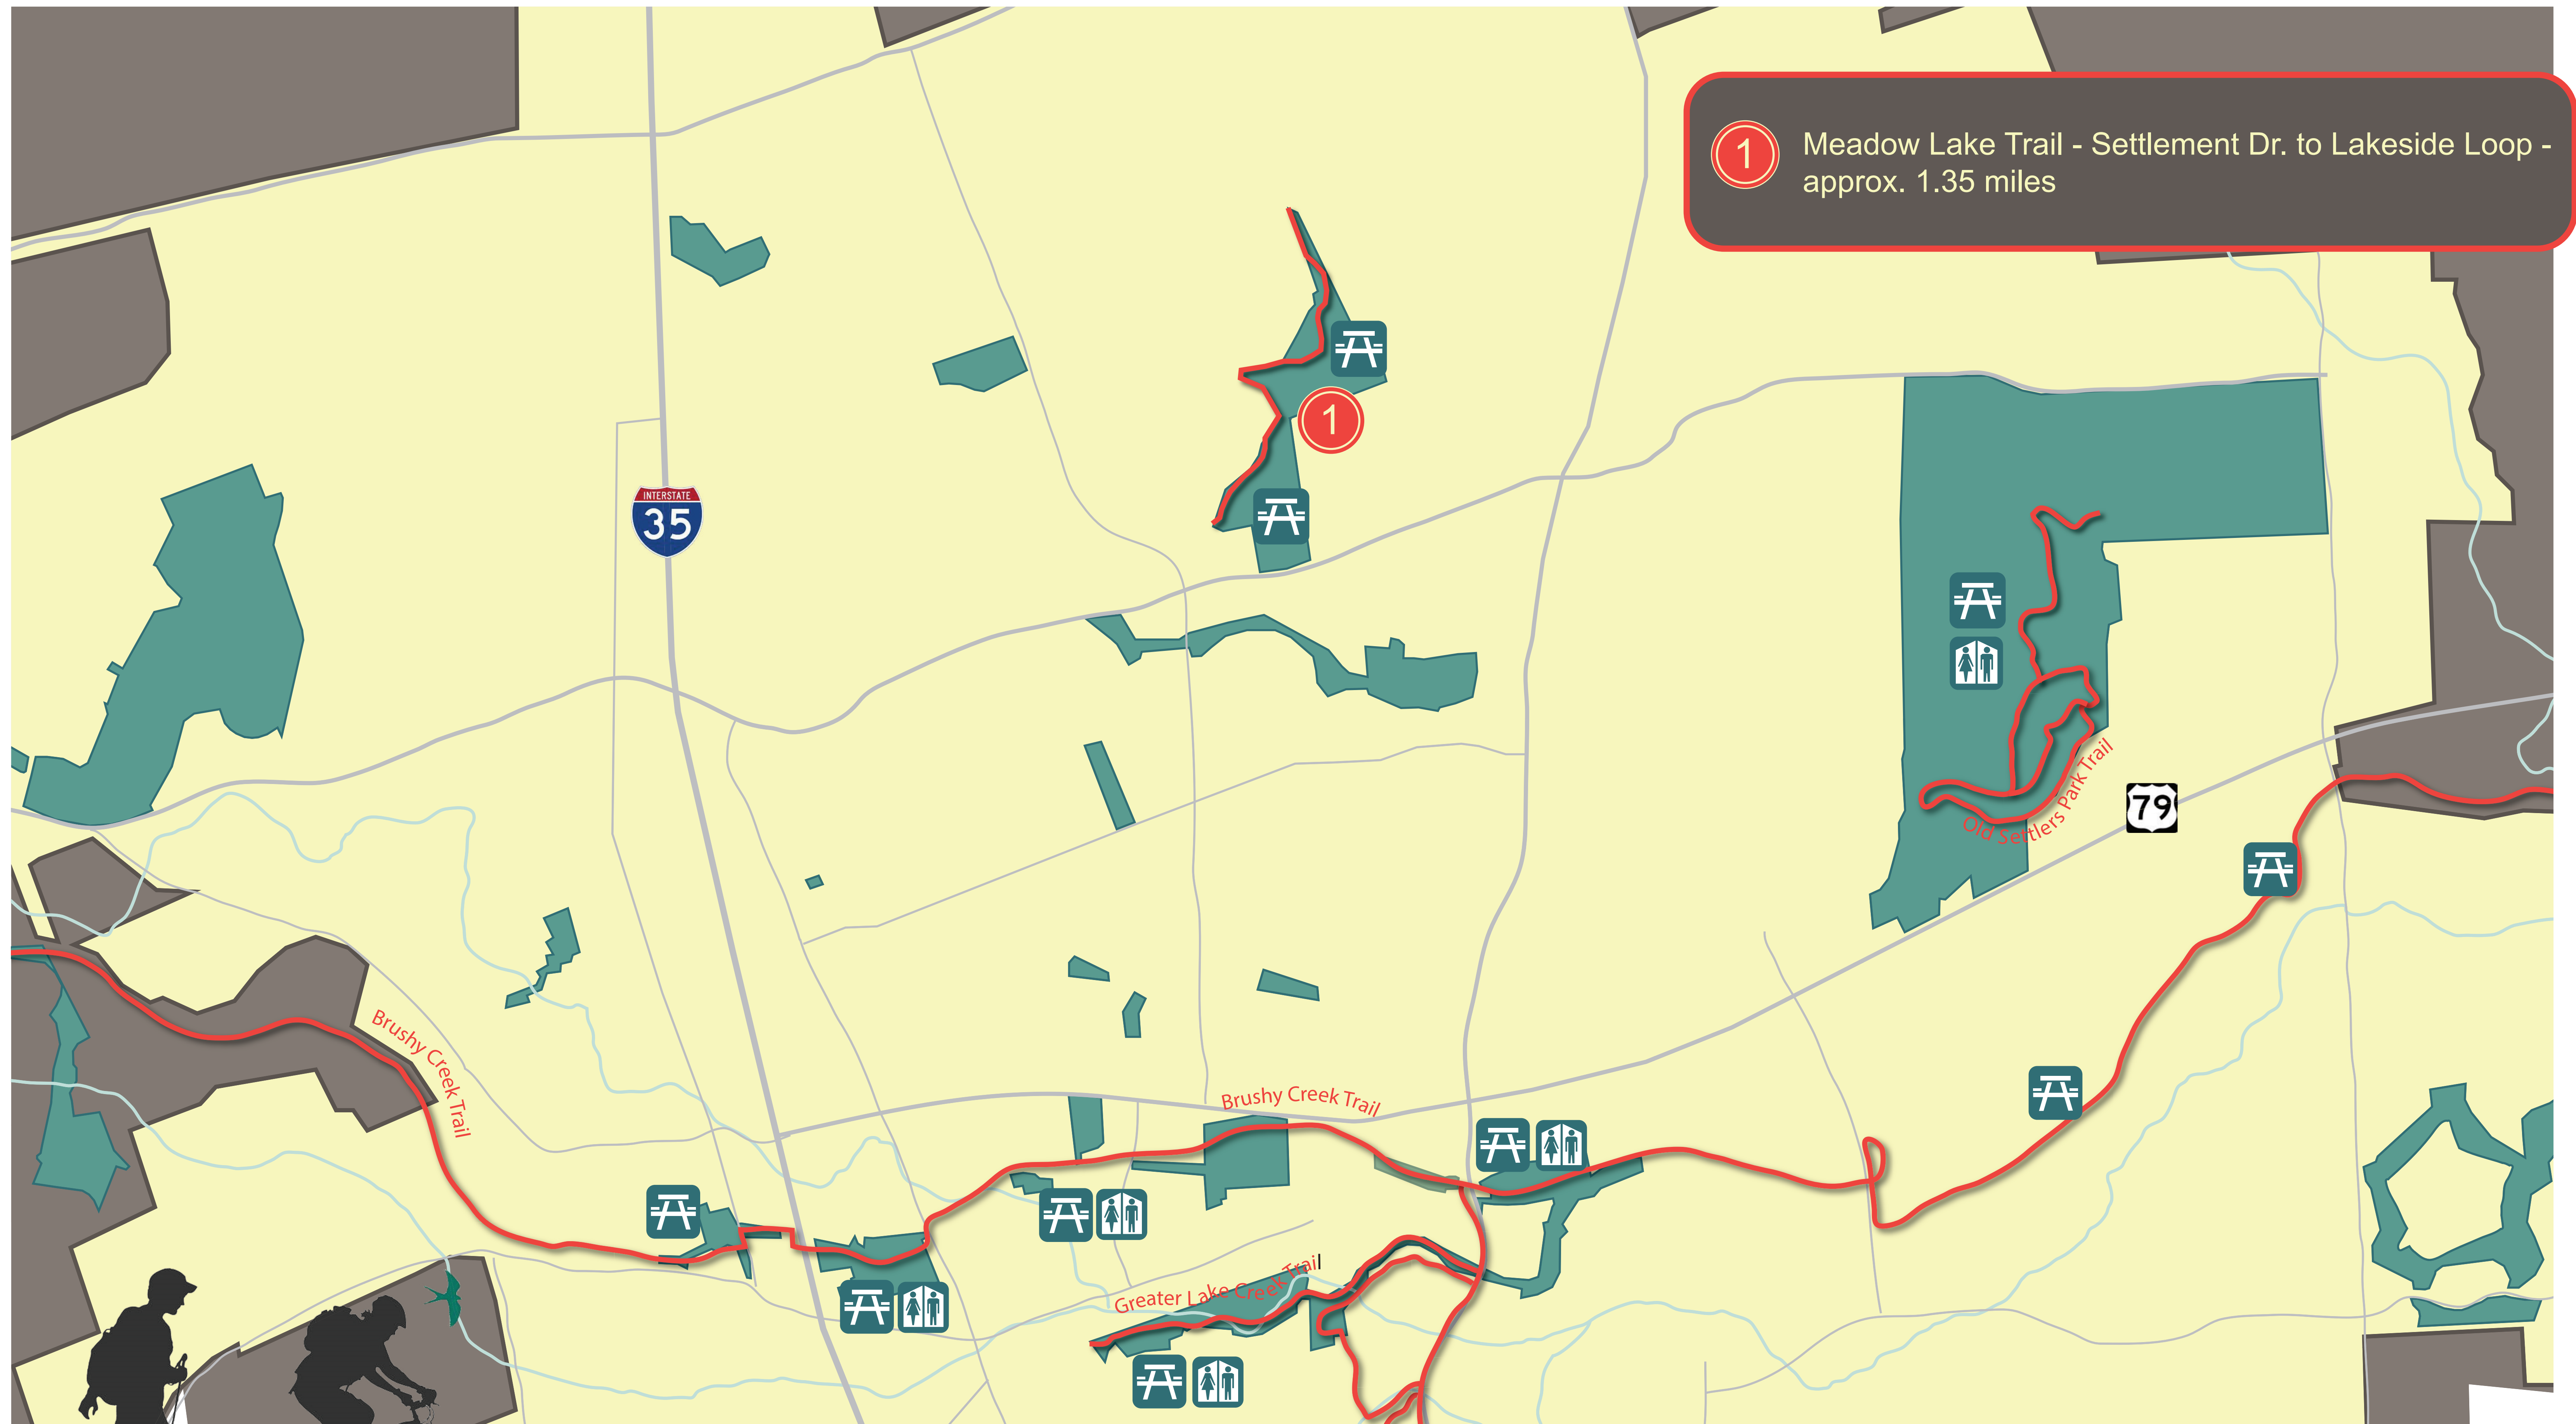 1
Meadow Lake Trail - Settlement Dr. to Lakeside Loop -
approx. 1.35 miles
1
INTERSTATE
35
Old Settlers Park Trail
79
Brushy Creek Trail
Brushy Creek Trail
Greater Lake Creek Trail